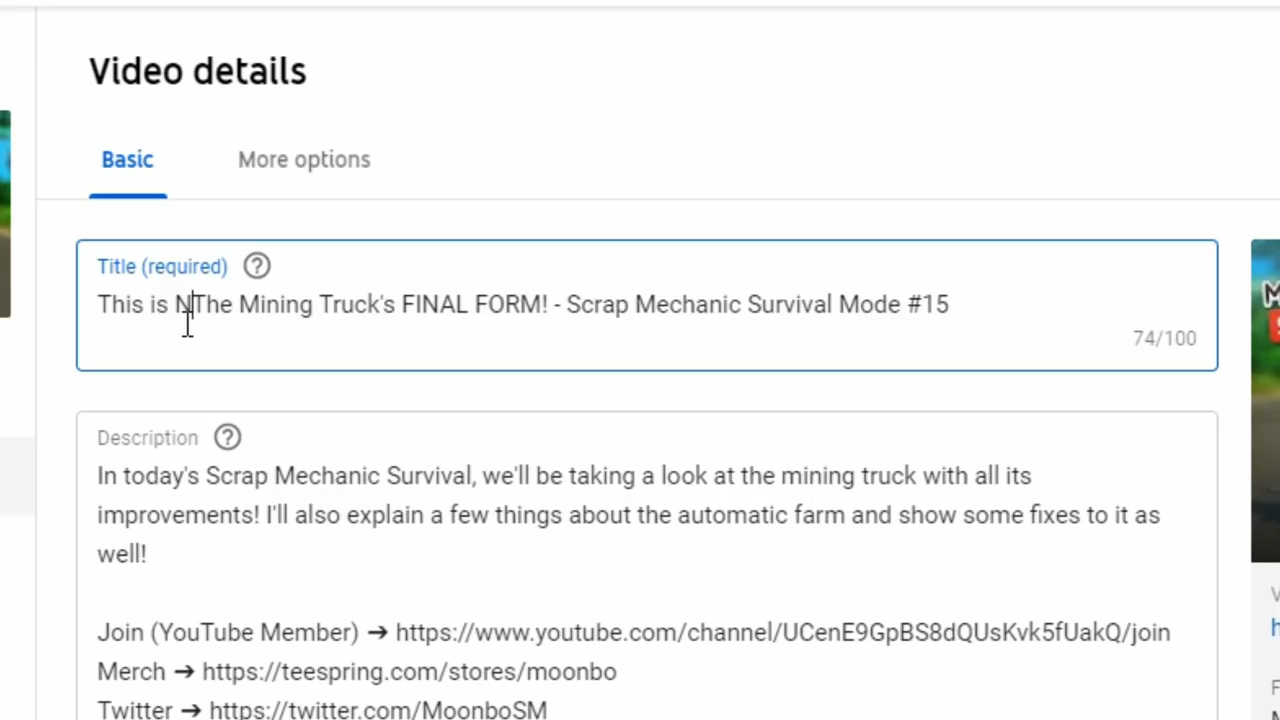 Video details
Basic
More options
Title (required) ?
This is NThe Mining Truck's FINAL FORM! - Scrap Mechanic Survival Mode #15
74/100
Description ?
In today's Scrap Mechanic Survival, we'll be taking a look at the mining truck with all its
improvements! I'll also explain a few things about the automatic farm and show some fixes to it as
well!
Join (YouTube Member) ➔ https://www.youtube.com/channel/UCenE9GpBS8dQUsKvk5fUakQ/join
Merch ➔ https://teespring.com/stores/moonbo
Twitter ➔ https://twitter.com/MoonboSM